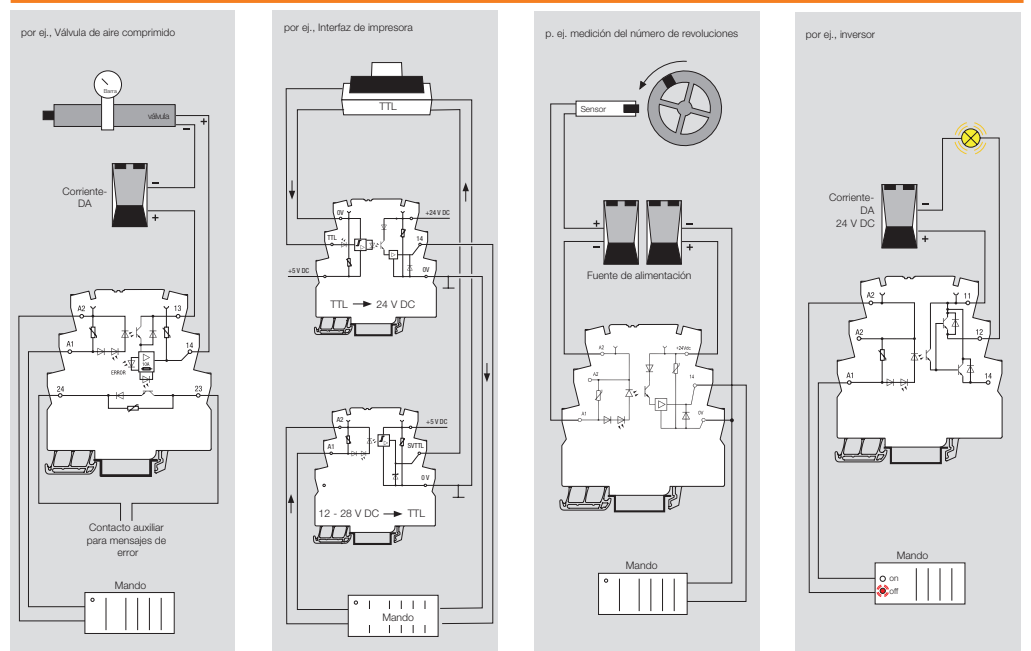 por ej., Válvula de aire comprimido
Barra
válvula
+
−
Corriente-
DA
−
+
A2
13
A1
14
10A
ERROR
24
23
Contacto auxiliar
para mensajes de
error
Mando
por ej., Interfaz de impresora
TTL
0V
+24 V DC
TTL
14
+5 V DC
0V
TTL → 24 V DC
A2
+5 V DC
A1
5VTTL
0 V
12 - 28 V DC → TTL
Mando
p. ej. medición del número de revoluciones
Sensor
+
−
−
+
Fuente de alimentación
A2
+24Vdc
A2
14
A1
0V
Mando
por ej., inversor
Corriente-
DA
24 V DC
−
+
A2
11
A2
12
A1
14
Mando
on
off